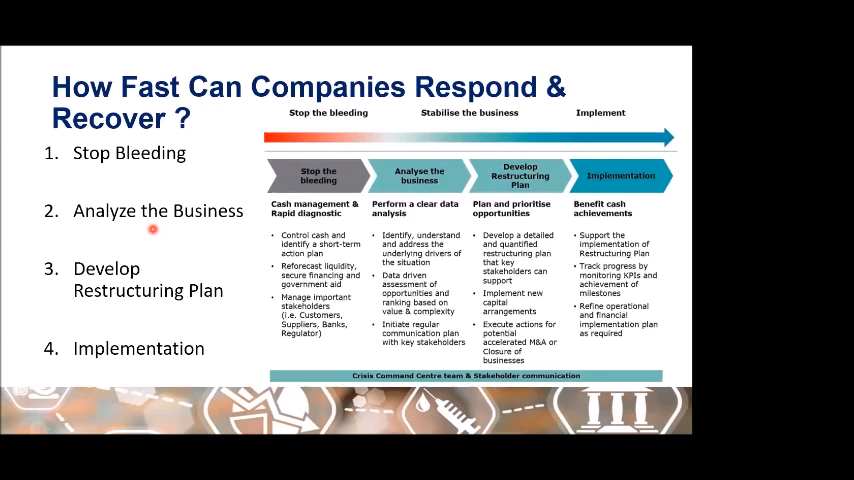 How Fast Can Companies Respond &
Recover ?
1. Stop Bleeding
2. Analyze the Business
3. Develop
Restructuring Plan
4. Implementation
Stop the bleeding
Stabilise the business
Implement
Stop the
bleeding
Analyse the
business
Develop
Restructuring
Plan
Implementation
Cash management &
Rapid diagnostic
• Control cash and
identify a short-term
action plan
• Reforecast liquidity,
secure financing and
government aid
• Manage important
stakeholders
(i.e. Customers,
Suppliers, Banks,
Regulator)
Perform a clear data
analysis
• Identify, understand
and address the
underlying drivers of
the situation
• Data driven
assessment of
opportunities and
ranking based on
value & complexity
• Initiate regular
communication plan
with key stakeholders
Plan and prioritise
opportunities
• Develop a detailed
and quantified
restructuring plan
that key
stakeholders can
support
• Implement new
capital
arrangements
• Execute actions for
potential
accelerated M&A or
Closure of
businesses
Benefit cash
achievements
• Support the
implementation of
Restructuring Plan
• Track progress by
monitoring KPIs and
achievement of
milestones
• Refine operational
and financial
implementation plan
as required
Crisis Command Centre team & Stakeholder communication